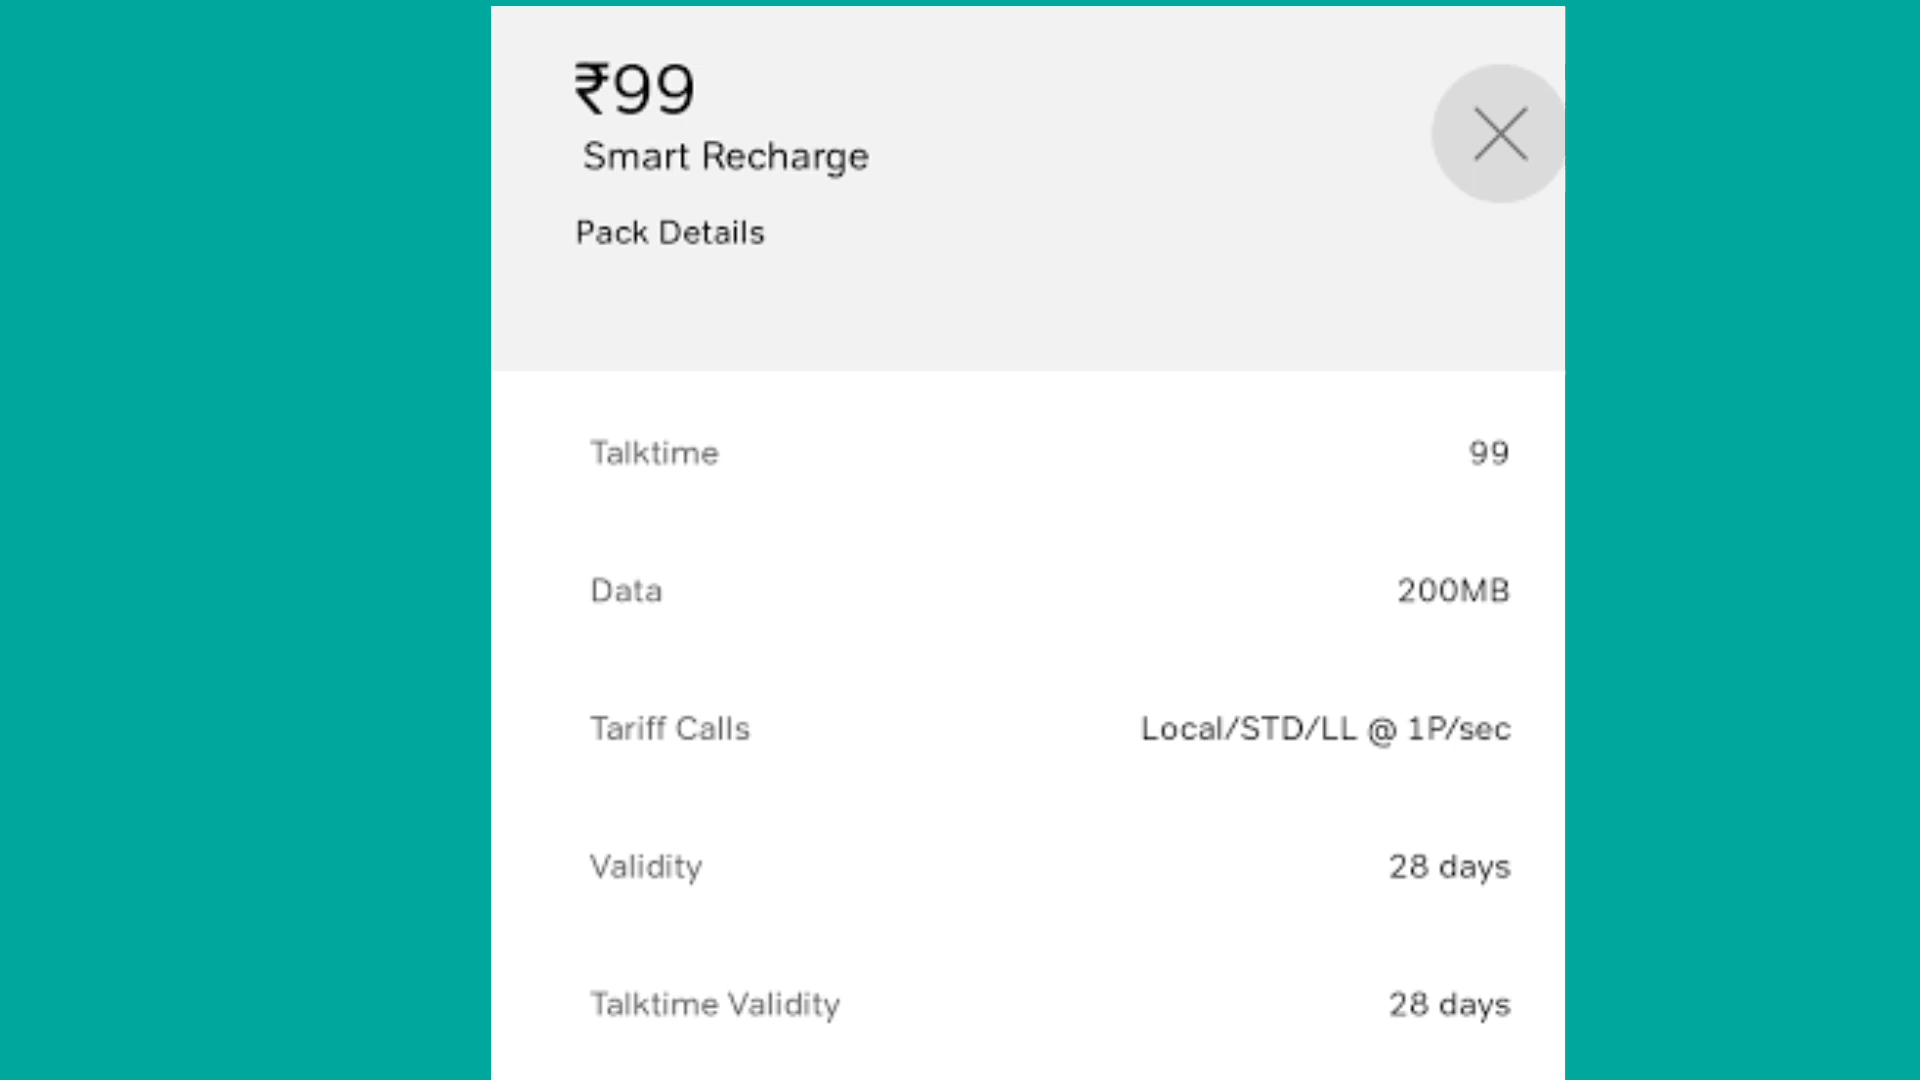 ₹99
Smart Recharge
Pack Details
Talktime 99
Data 200MB
Tariff Calls Local/STD/LL @ 1P/sec
Validity 28 days
Talktime Validity 28 days